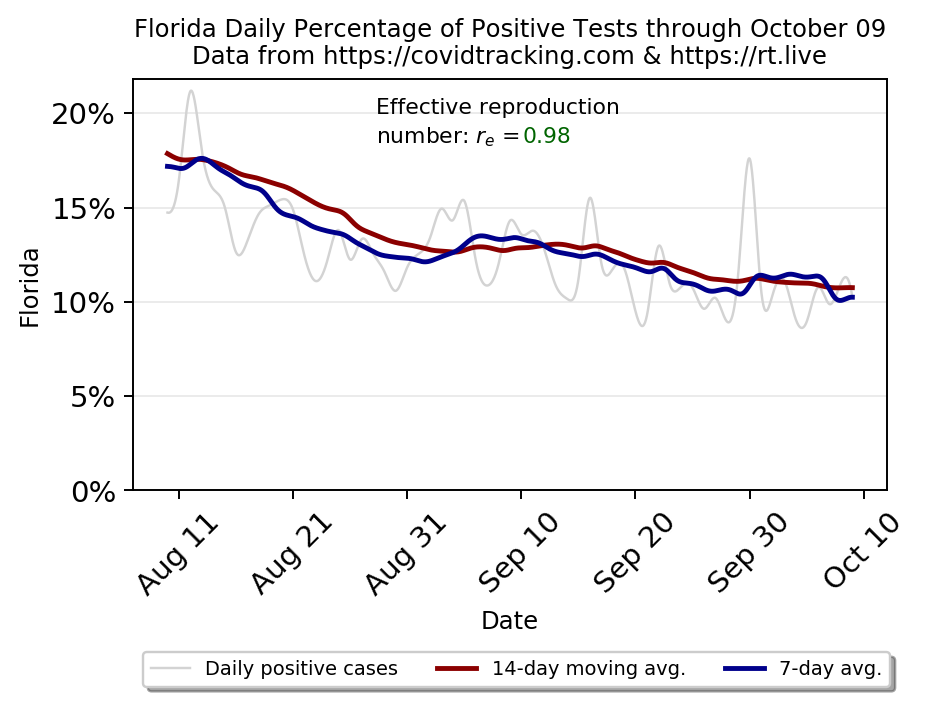 Florida Daily Percentage of Positive Tests through October 09
Data from https://covidtracking.com & https://rt.live
Effective reproduction
number: rₑ =0.98
20%
15%
10%
5%
0%
Florida
Aug 11
Aug 21
Aug 31
Sep 10
Sep 20
Sep 30
Oct 10
Date
Daily positive cases
14-day moving avg.
7-day avg.